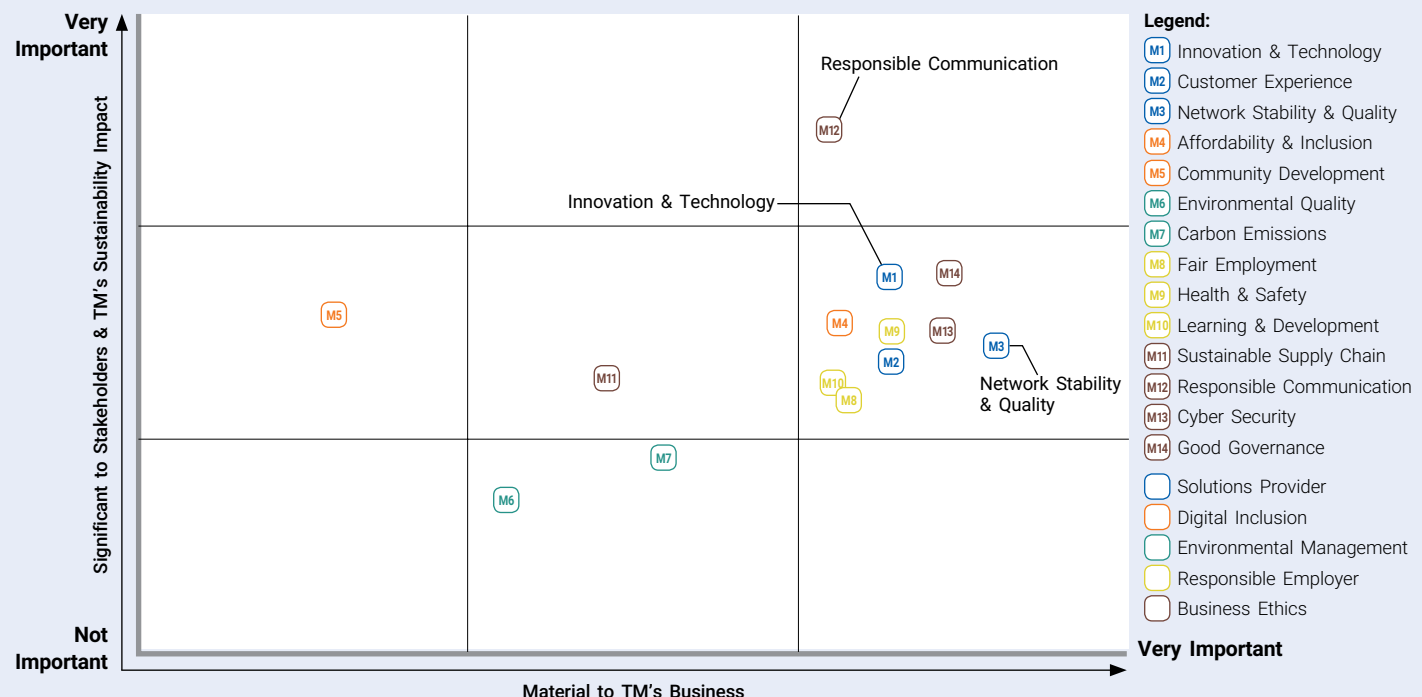 Very
Important
Significant to Stakeholders & TM's Sustainability Impact
Not
Important
Responsible Communication
M12
Innovation & Technology
M1
M14
M5
M4
M9
M13
M3
M2
Network Stability
& Quality
M11
M10
M8
M7
M6
Material to TM's Business
Very Important
Legend:
M1 Innovation & Technology
M2 Customer Experience
M3 Network Stability & Quality
M4 Affordability & Inclusion
M5 Community Development
M6 Environmental Quality
M7 Carbon Emissions
M8 Fair Employment
M9 Health & Safety
M10 Learning & Development
M11 Sustainable Supply Chain
M12 Responsible Communication
M13 Cyber Security
M14 Good Governance
Solutions Provider
Digital Inclusion
Environmental Management
Responsible Employer
Business Ethics